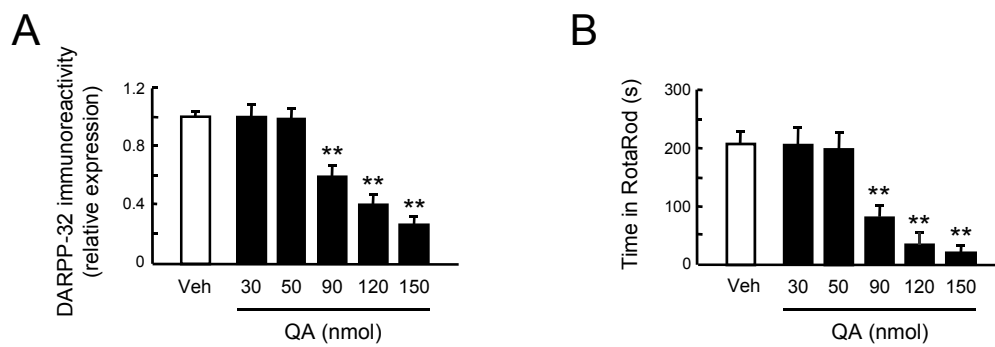 A
DARPP-32 immunoreactivity
(relative expression)
1.2
0.8
0.4
0
**
**
**
Veh 30 50 90 120 150
QA (nmol)
B
Time in RotaRod (s)
300
200
100
0
**
**
**
Veh 30 50 90 120 150
QA (nmol)